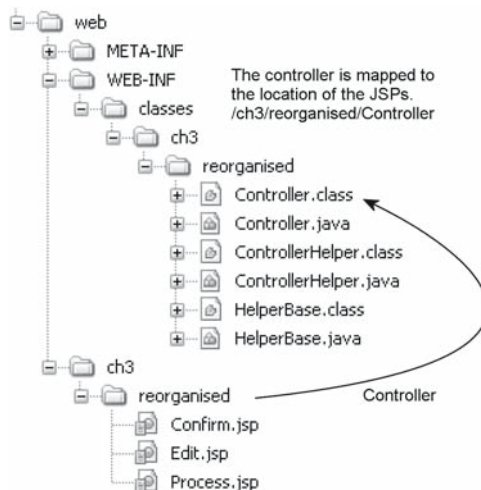 web
META-INF
WEB-INF
The controller is mapped to
the location of the JSPs.
/ch3/reorganised/Controller
classes
ch3
reorganised
Controller.class
Controller.java
ControllerHelper.class
ControllerHelper.java
HelperBase.class
HelperBase.java
ch3
reorganised
Controller
Confirm.jsp
Edit.jsp
Process.jsp